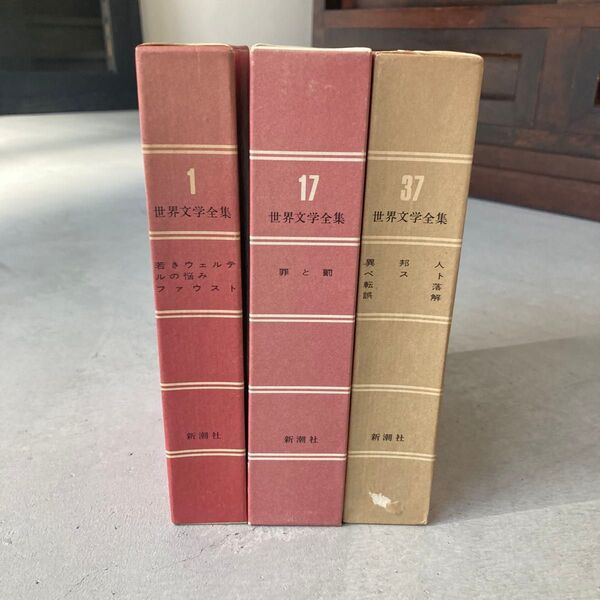 1
世界文学全集
若きウェルテ
ルの悩み
ファウスト
新潮社
17
世界文学全集
罪と罰
新潮社
37
世界文学全集
異邦人
ペスト
転落
誤解
新潮社